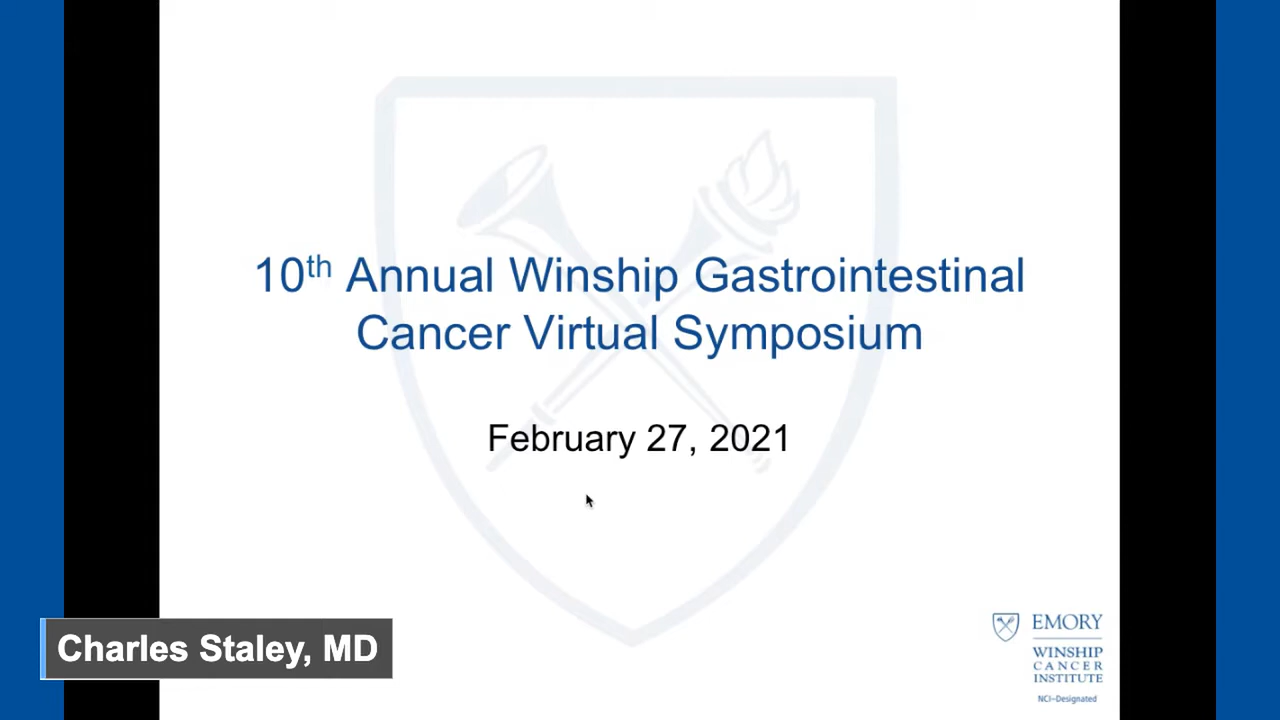 10th Annual Winship Gastrointestinal
Cancer Virtual Symposium
February 27, 2021
Charles Staley, MD
EMORY
WINSHIP
CANCER
INSTITUTE
NCI-Designated